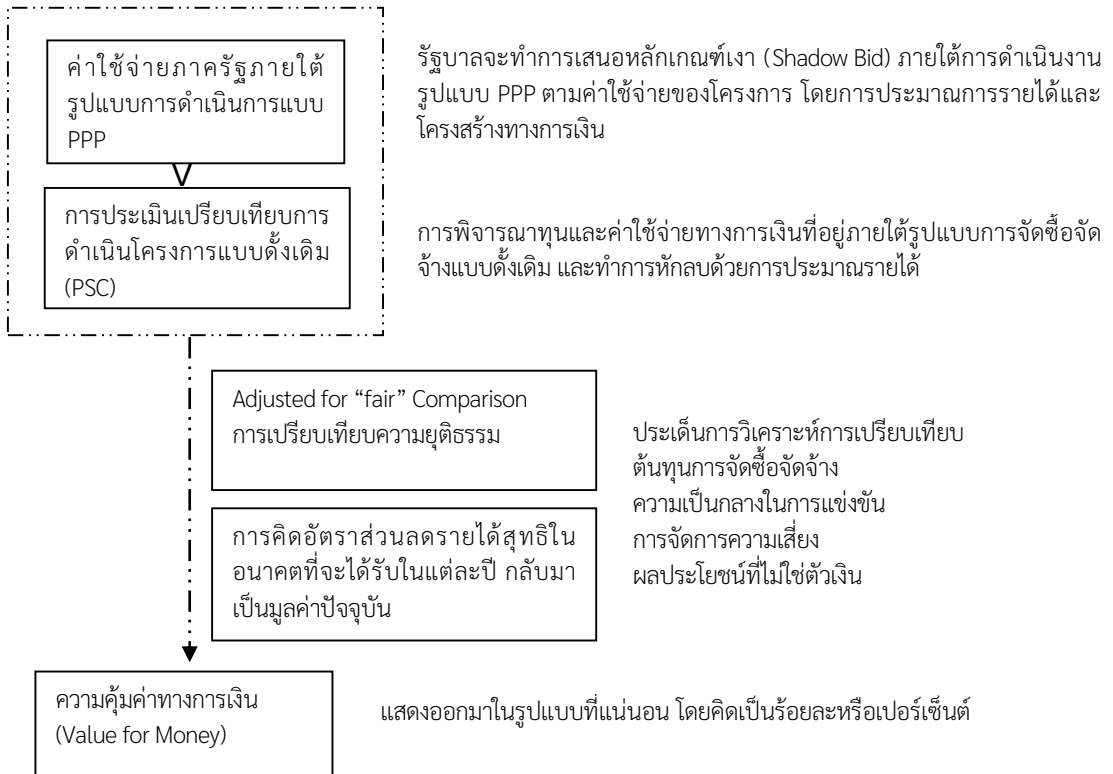 ค่าใช้จ่ายภาครัฐภายใต้
รูปแบบการดำเนินการแบบ
PPP
รัฐบาลจะทำการเสนอหลักเกณฑ์เงา (Shadow Bid) ภายใต้การดำเนินงาน
รูปแบบ PPP ตามค่าใช้จ่ายของโครงการ โดยการประมาณการรายได้และ
โครงสร้างทางการเงิน
V
การประเมินเปรียบเทียบการ
ดำเนินโครงการแบบดั้งเดิม
(PSC)
การพิจารณาทุนและค่าใช้จ่ายทางการเงินที่อยู่ภายใต้รูปแบบการจัดซื้อจัด
จ้างแบบดั้งเดิม และทำการหักลบด้วยการประมาณรายได้
Adjusted for “fair” Comparison
การเปรียบเทียบความยุติธรรม
การคิดอัตราส่วนลดรายได้สุทธิใน
อนาคตที่จะได้รับในแต่ละปี กลับมา
เป็นมูลค่าปัจจุบัน
ประเด็นการวิเคราะห์การเปรียบเทียบ
ต้นทุนการจัดซื้อจัดจ้าง
ความเป็นกลางในการแข่งขัน
การจัดการความเสี่ยง
ผลประโยชน์ที่ไม่ใช่ตัวเงิน
ความคุ้มค่าทางการเงิน
(Value for Money)
แสดงออกมาในรูปแบบที่แน่นอน โดยคิดเป็นร้อยละหรือเปอร์เซ็นต์